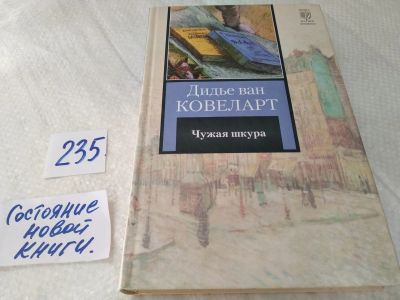 Дидье ван
КОВЕЛАРТ
Чужая шкура
235
Состояние
новой
книги.